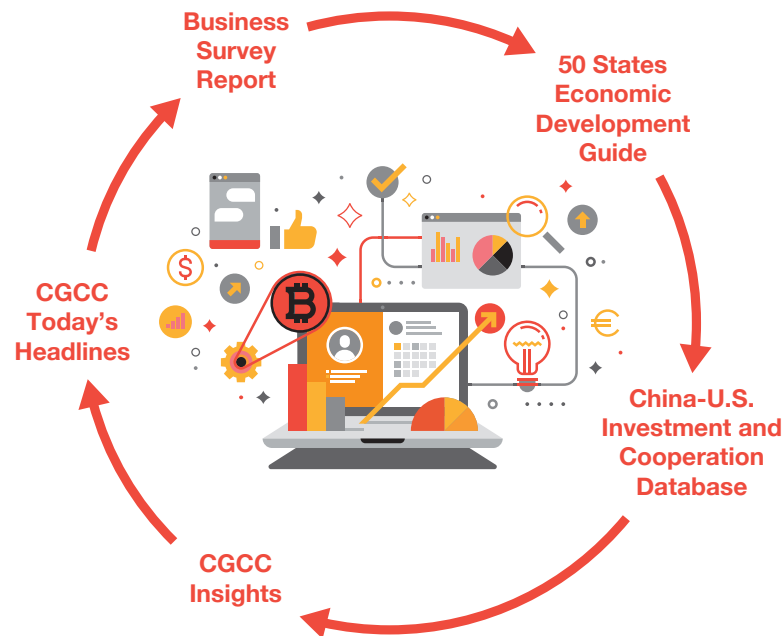 Business
Survey
Report
50 States
Economic
Development
Guide
China-U.S.
Investment and
Cooperation
Database
CGCC
Insights
CGCC
Today's
Headlines